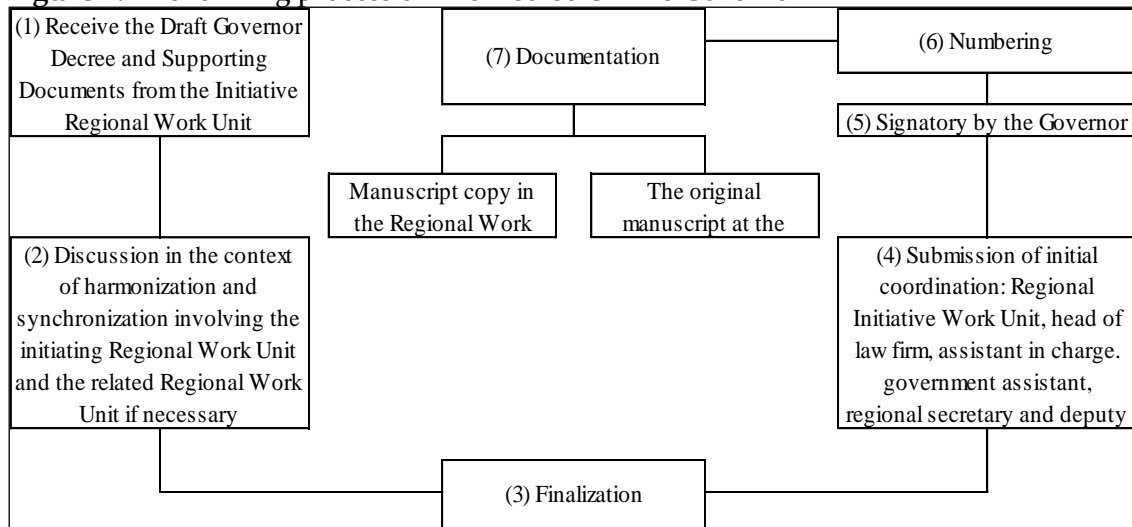 (1) Receive the Draft Governor
Decree and Supporting
Documents from the Initiative
Regional Work Unit
(7) Documentation
(6) Numbering
(5) Signatory by the Governor
Manuscript copy in
the Regional Work
The original
manuscript at the
(2) Discussion in the context
of harmonization and
synchronization involving the
initiating Regional Work Unit
and the related Regional Work
Unit if necessary
(4) Submission of initial
coordination: Regional
Initiative Work Unit, head of
law firm, assistant in charge.
government assistant,
regional secretary and deputy
(3) Finalization